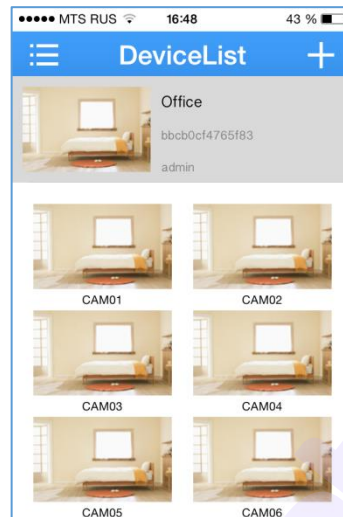 MTS RUS 16:48 43 %
DeviceList
Office
bbcb0cf4765f83
admin
CAM01 CAM02
CAM03 CAM04
CAM05 CAM06